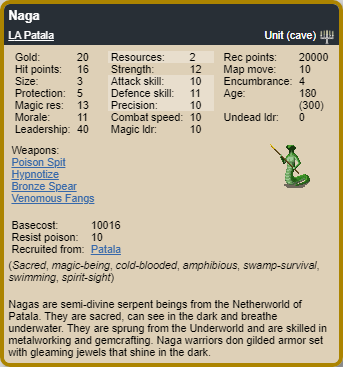 Naga
LA Patala Unit (cave)
Gold: 20 Resources: 2 Rec points: 20000
Hit points: 16 Strength: 12 Map move: 10
Size: 3 Attack skill: 10 Encumbrance: 4
Protection: 5 Defence skill: 11 Age: 180
Magic res: 13 Precision: 10 (300)
Morale: 11 Combat speed: 10 Undead ldr: 0
Leadership: 40 Magic ldr: 10
Weapons:
Poison Spit
Hypnotize
Bronze Spear
Venomous Fangs
Basecost: 10016
Resist poison: 10
Recruited from: Patala
(Sacred, magic-being, cold-blooded, amphibious, swamp-survival,
swimming, spirit-sight)
Nagas are semi-divine serpent beings from the Netherworld of
Patala. They are sacred, can see in the dark and breathe
underwater. They are sprung from the Underworld and are skilled in
metalworking and gemcrafting. Naga warriors don gilded armor set
with gleaming jewels that shine in the dark.